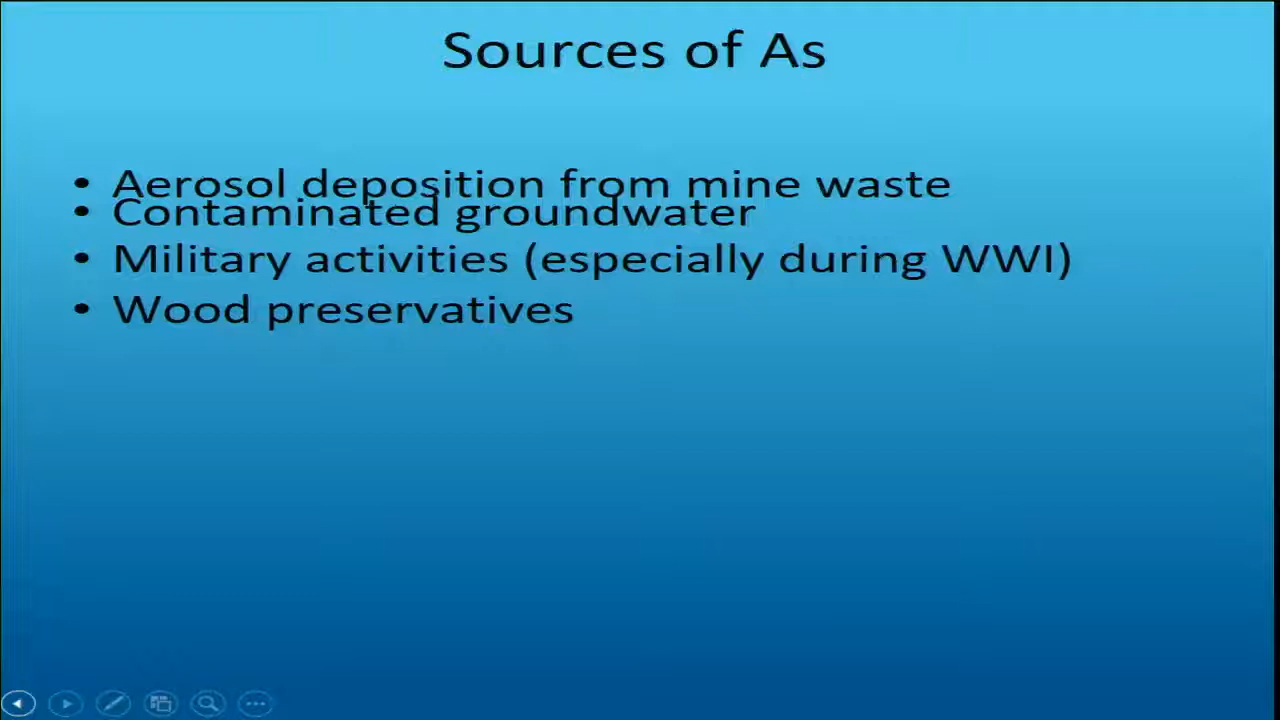 Sources of As
• Aerosol deposition from mine waste
• Contaminated groundwater
• Military activities (especially during WWI)
• Wood preservatives